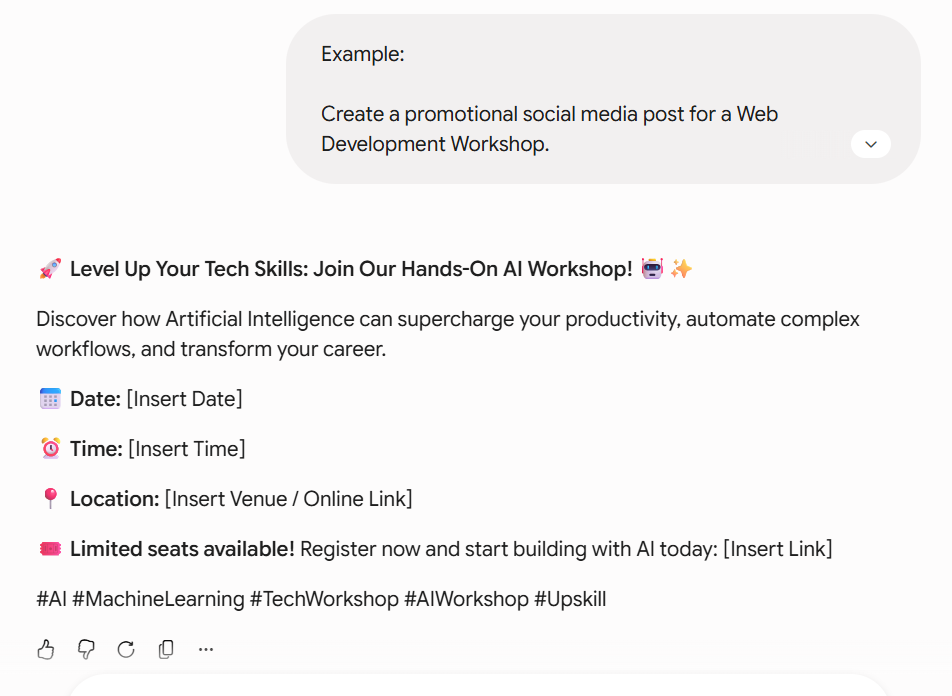 Example:
Create a promotional social media post for a Web
Development Workshop.
🚀 Level Up Your Tech Skills: Join Our Hands-On AI Workshop! 🤖 ✨
Discover how Artificial Intelligence can supercharge your productivity, automate complex
workflows, and transform your career.
📅 Date: [Insert Date]
⏰ Time: [Insert Time]
📍 Location: [Insert Venue / Online Link]
🎟️ Limited seats available! Register now and start building with AI today: [Insert Link]
#AI #MachineLearning #TechWorkshop #AIWorkshop #Upskill